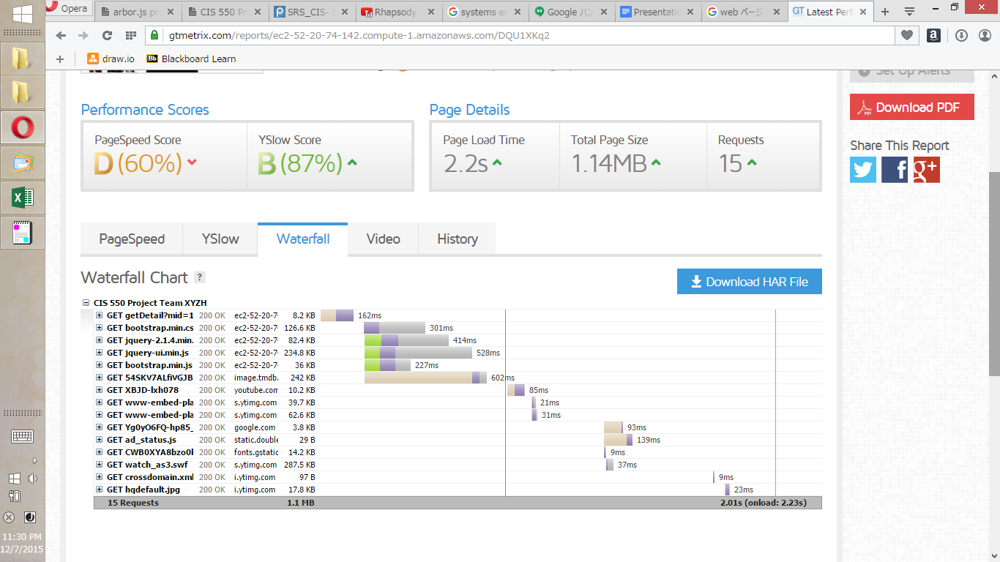 Opera
arbor.js pr
CIS 550 Pr
SRS_CIS- 5
Rhapsody
systems en
Google ハン
Presentatio
web ページ
GT Latest Perf
gtmetrix.com/reports/ec2-52-20-74-142.compute-1.amazonaws.com/DQU1XKq2
draw.io
Bb Blackboard Learn
Set Up Alerts
Download PDF
Share This Report
Performance Scores
Page Details
PageSpeed Score
YSlow Score
Page Load Time
Total Page Size
Requests
D (60%)
B (87%)
2.2s
1.14MB
15
PageSpeed
YSlow
Waterfall
Video
History
Waterfall Chart ?
Download HAR File
CIS 550 Project Team XYZH
GET getDetail?mid=1 200 OK ec2-52-20-7 8.2 KB 162ms
GET bootstrap.min.cs 200 OK ec2-52-20-7 126.6 KB 301ms
GET jquery-2.1.4.min. 200 OK ec2-52-20-7 82.4 KB 414ms
GET jquery-ui.min.js 200 OK ec2-52-20-7 234.8 KB 528ms
GET bootstrap.min.js 200 OK ec2-52-20-7 36 KB 227ms
GET 54SKV7ALfiVGJB 200 OK image.tmdb. 242 KB 602ms
GET XBJD-lxh078 200 OK youtube.com 10.2 KB 85ms
GET www-embed-pla 200 OK s.ytimg.com 39.7 KB 21ms
GET www-embed-pla 200 OK s.ytimg.com 62.6 KB 31ms
GET Yg0yO6FQ-hp85_ 200 OK google.com 3.8 KB 93ms
GET ad_status.js 200 OK static.double 29 B 139ms
GET CWB0XYA8bzo0 200 OK fonts.gstatic 14.2 KB 9ms
GET watch_as3.swf 200 OK s.ytimg.com 287.5 KB 37ms
GET crossdomain.xml 200 OK i.ytimg.com 97 B 9ms
GET hqdefault.jpg 200 OK i.ytimg.com 17.8 KB 23ms
15 Requests 1.1 MB 2.01s (onload: 2.23s)
11:30 PM
12/7/2015